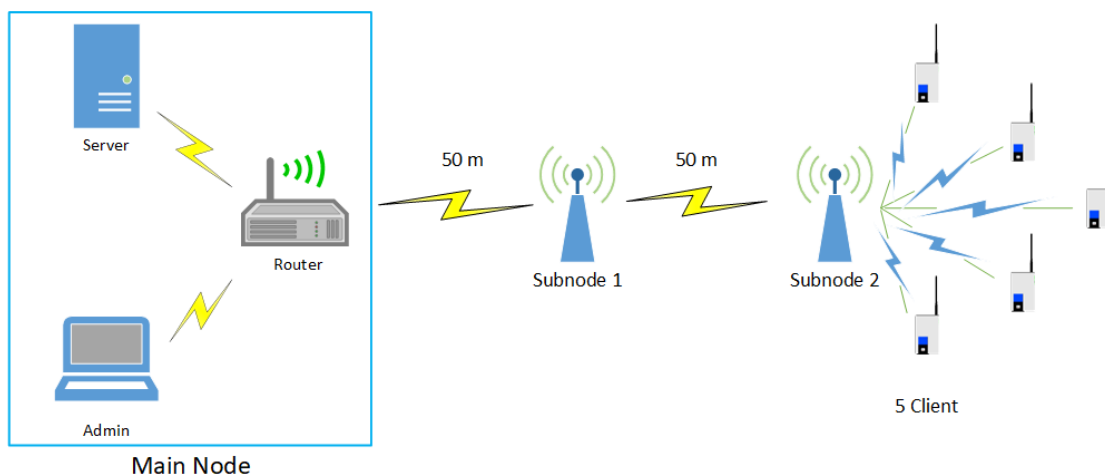 Server
Router
Admin
Main Node
50 m
Subnode 1
50 m
Subnode 2
5 Client